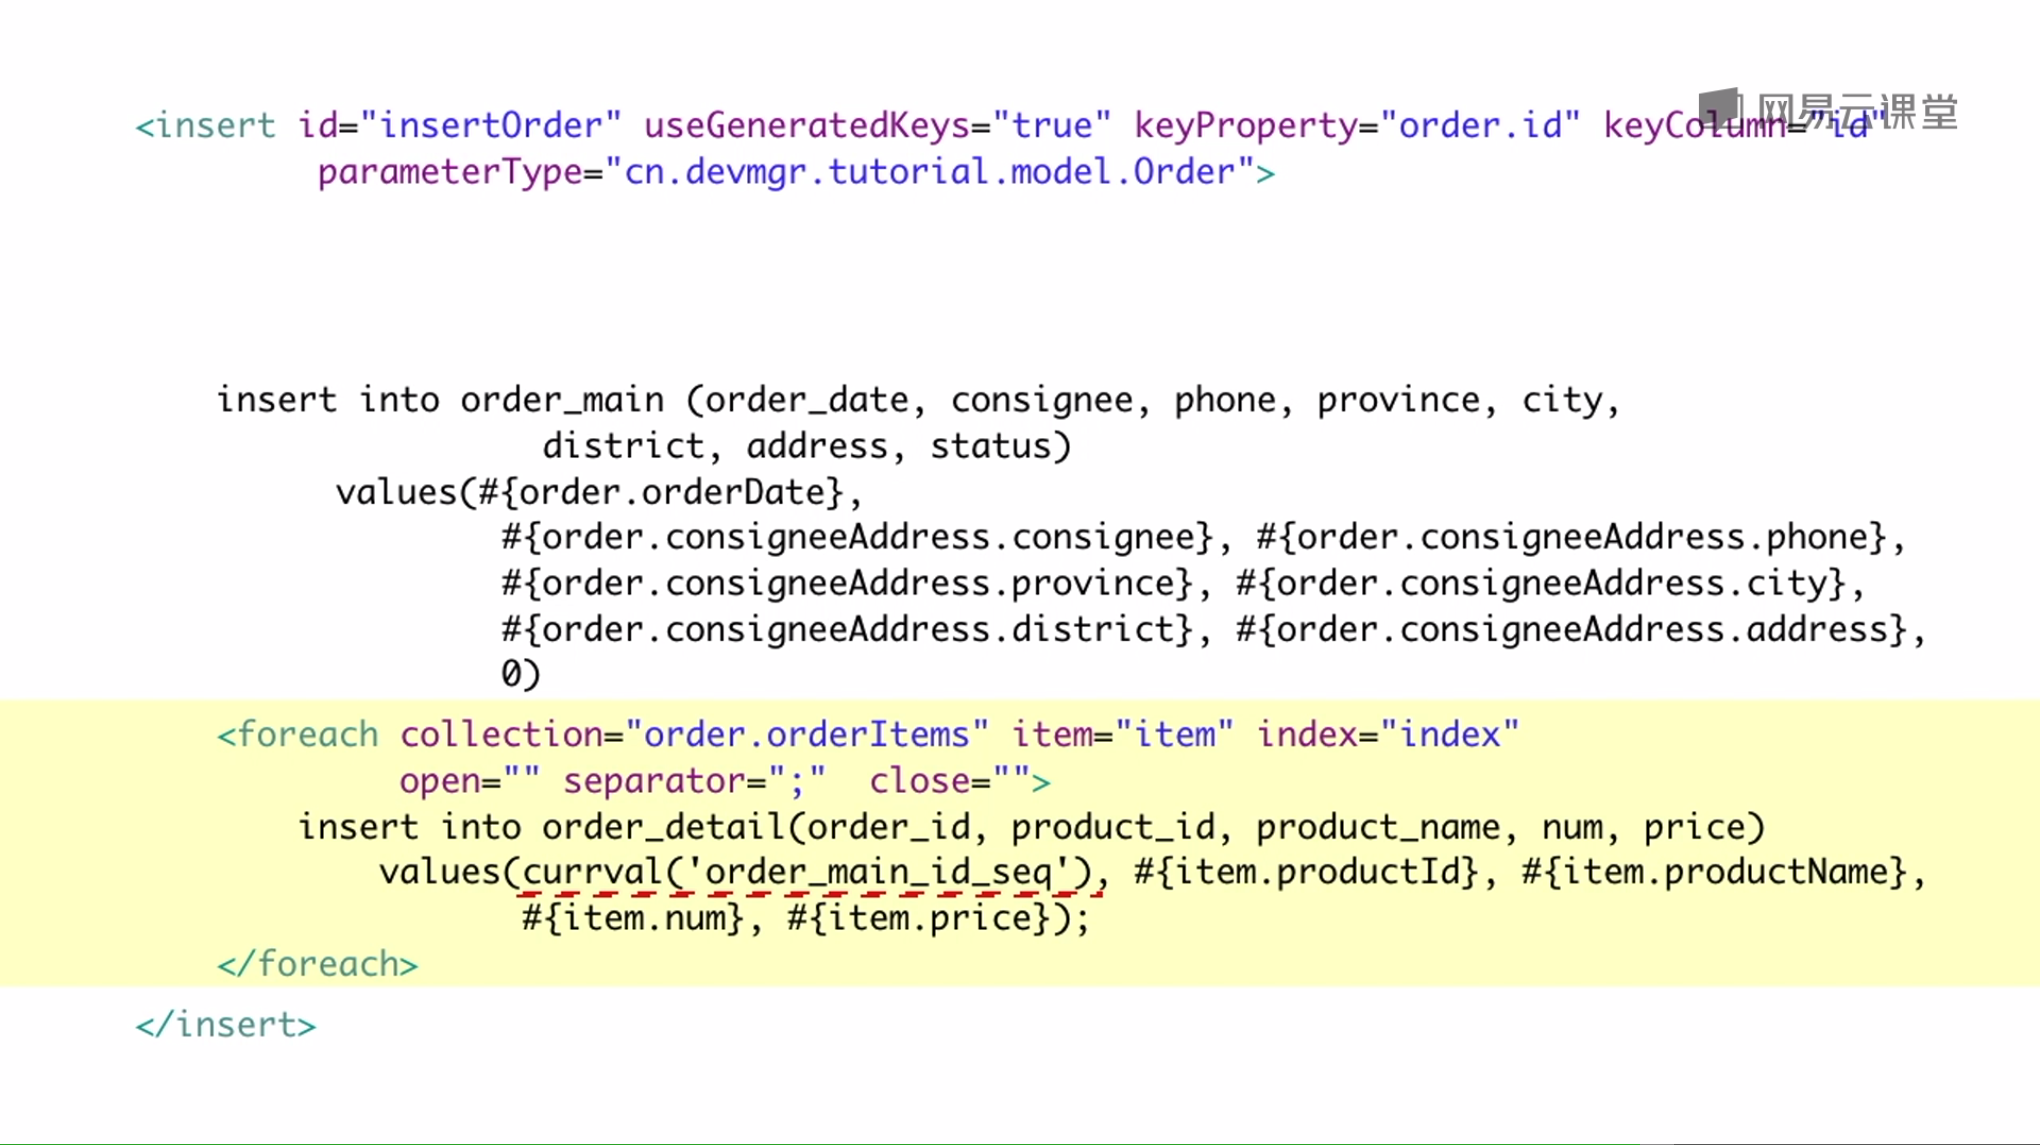 网易云课堂
<insert id="insertOrder" useGeneratedKeys="true" keyProperty="order.id" keyColumn="id"
parameterType="cn.devmgr.tutorial.model.Order">
insert into order_main (order_date, consignee, phone, province, city,
district, address, status)
values(#{order.orderDate},
#{order.consigneeAddress.consignee}, #{order.consigneeAddress.phone},
#{order.consigneeAddress.province}, #{order.consigneeAddress.city},
#{order.consigneeAddress.district}, #{order.consigneeAddress.address},
0)
<foreach collection="order.orderItems" item="item" index="index"
open="" separator=";" close="">
insert into order_detail(order_id, product_id, product_name, num, price)
values(currval('order_main_id_seq'), #{item.productId}, #{item.productName},
#{item.num}, #{item.price});
</foreach>
</insert>